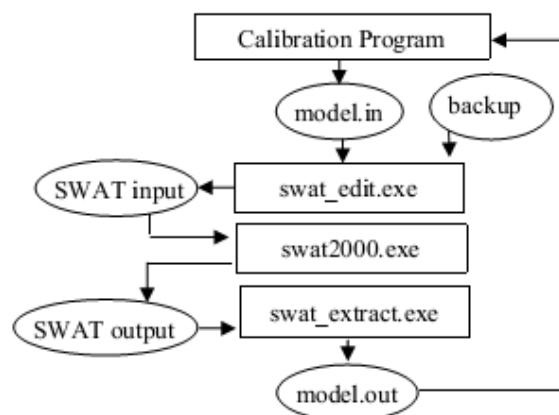 Calibration Program
model.in
backup
SWAT input
swat_edit.exe
swat2000.exe
SWAT output
swat_extract.exe
model.out